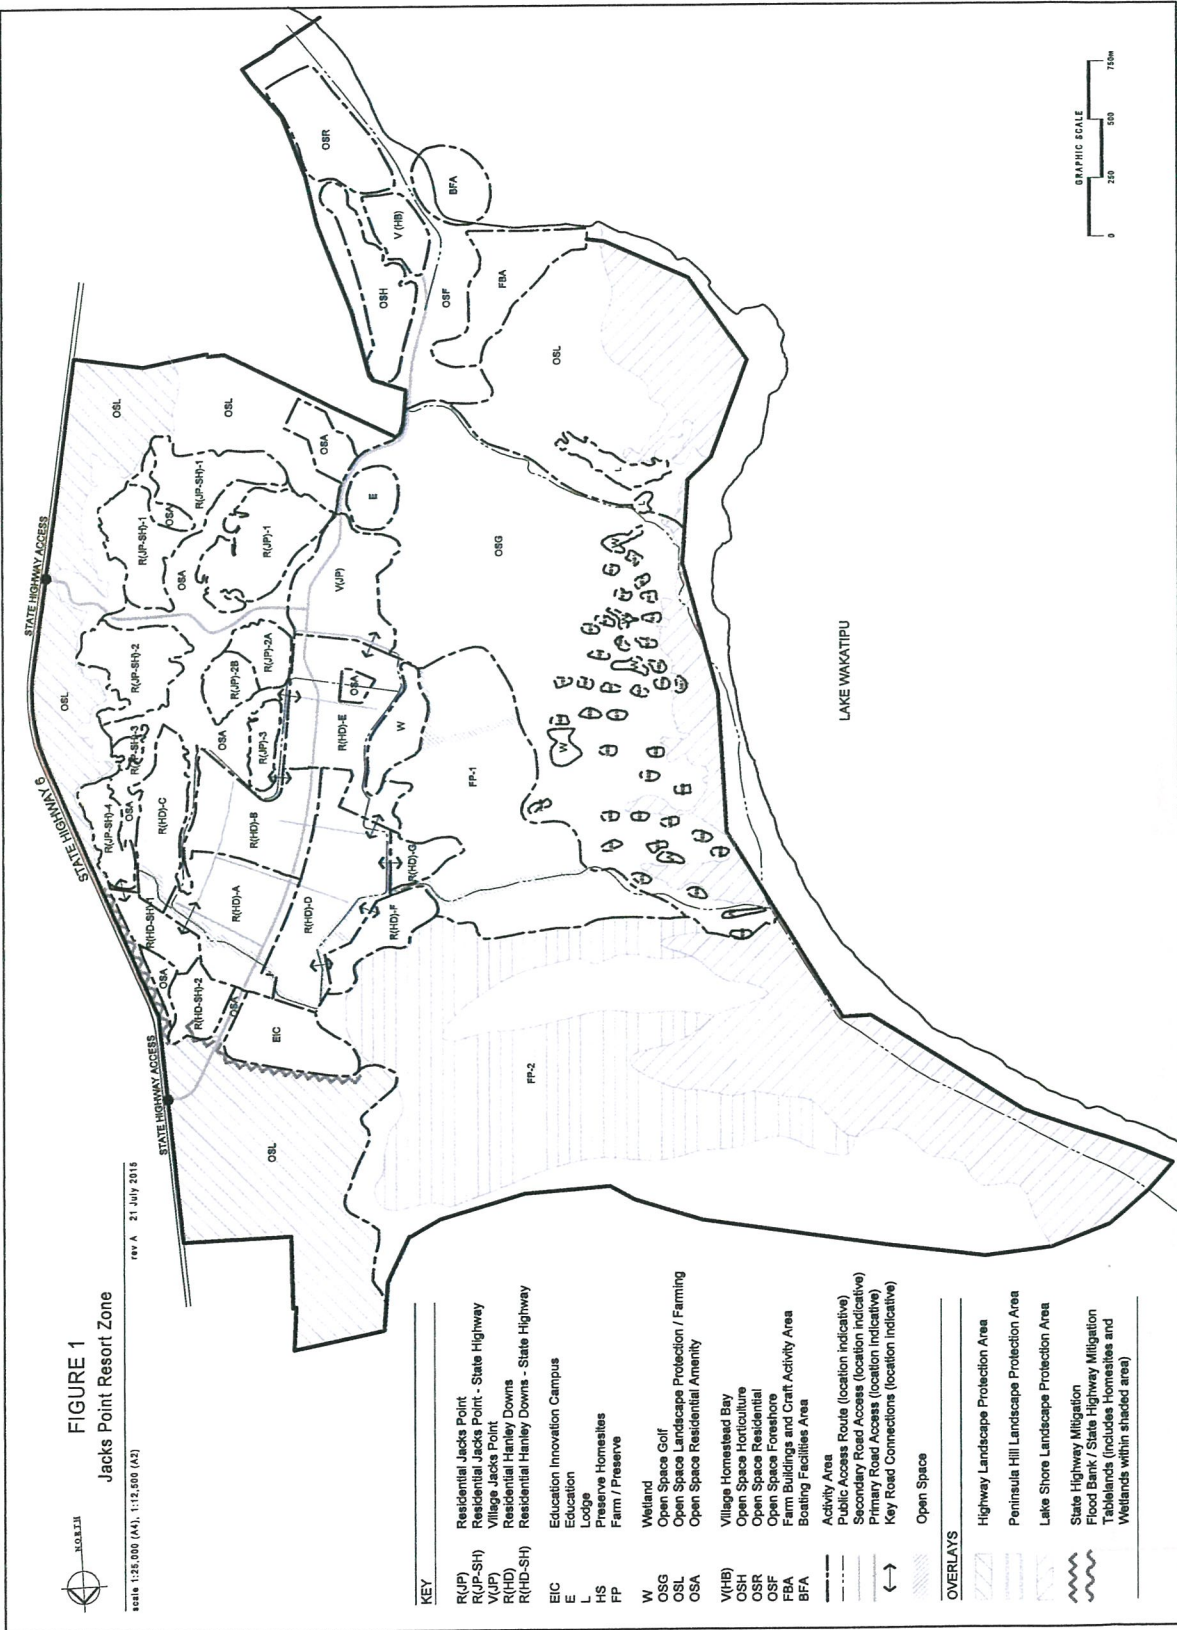 FIGURE 1
Jacks Point Resort Zone
NORTH
scale 1:25,000 (A4), 1:12,500 (A2)
rev A 21 July 2015
KEY
R(JP) Residential Jacks Point
R(JP-SH) Residential Jacks Point - State Highway
V(JP) Village Jacks Point
R(HD) Residential Hanley Downs
R(HD-SH) Residential Hanley Downs - State Highway
EIC Education Innovation Campus
E Education
L Lodge
HS Preserve Homesites
FP Farm / Preserve
W Wetland
OSG Open Space Golf
OSL Open Space Landscape Protection / Farming
OSA Open Space Residential Amenity
V(HB) Village Homestead Bay
OSH Open Space Horticulture
OSR Open Space Residential
OSF Open Space Foreshore
FBA Farm Buildings and Craft Activity Area
BFA Boating Facilities Area
Activity Area
Public Access Route (location indicative)
Secondary Road Access (location indicative)
Primary Road Access (location indicative)
Key Road Connections (location indicative)
Open Space
OVERLAYS
Highway Landscape Protection Area
Peninsula Hill Landscape Protection Area
Lake Shore Landscape Protection Area
State Highway Mitigation
Flood Bank / State Highway Mitigation
Tablelands (includes Homesites and
Wetlands within shaded area)
STATE HIGHWAY ACCESS
STATE HIGHWAY 6
STATE HIGHWAY ACCESS
OSL
OSA
R(HD-SH)-1
R(HD-SH)-2
OSA
EIC
R(JP-SH)-4
OSA
R(JP-SH)-3
R(HD)-C
R(HD)-A
R(HD)-B
R(HD)-D
R(HD)-E
R(HD)-F
R(HD)-G
OSL
R(JP-SH)-2
OSA
R(JP)-2B
R(JP)-2A
R(JP)-3
OSA
W
R(JP-SH)-1
OSA
R(JP-SH)-1
OSA
R(JP)-1
V(JP)
E
OSA
OSL
OSL
OSH
V (HB)
OSR
BFA
OSF
FBA
OSL
L
L
OSG
FP-1
FP-2
W
W
LAKE WAKATIPU
GRAPHIC SCALE
0 250 500 750m